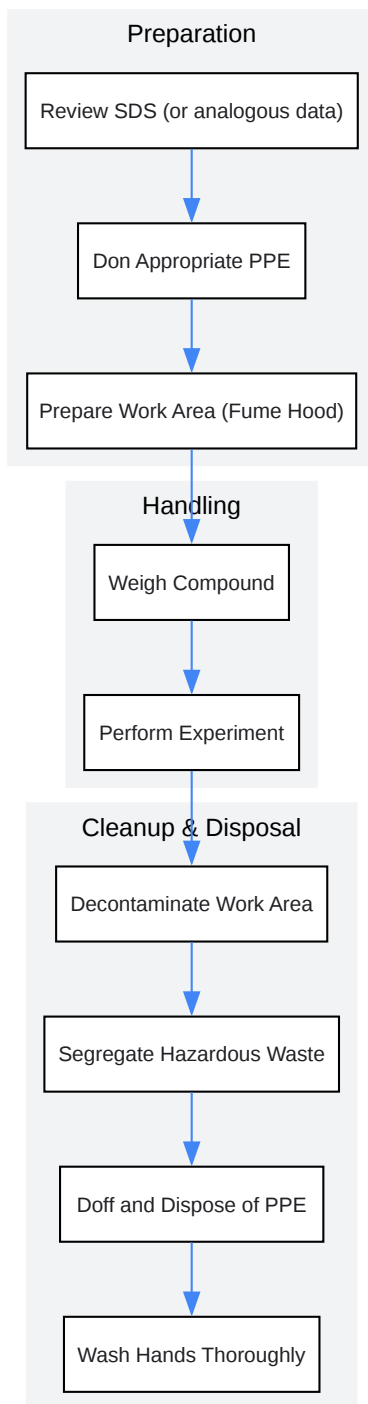 Preparation
Review SDS (or analogous data)
Don Appropriate PPE
Prepare Work Area (Fume Hood)
Handling
Weigh Compound
Perform Experiment
Cleanup & Disposal
Decontaminate Work Area
Segregate Hazardous Waste
Doff and Dispose of PPE
Wash Hands Thoroughly